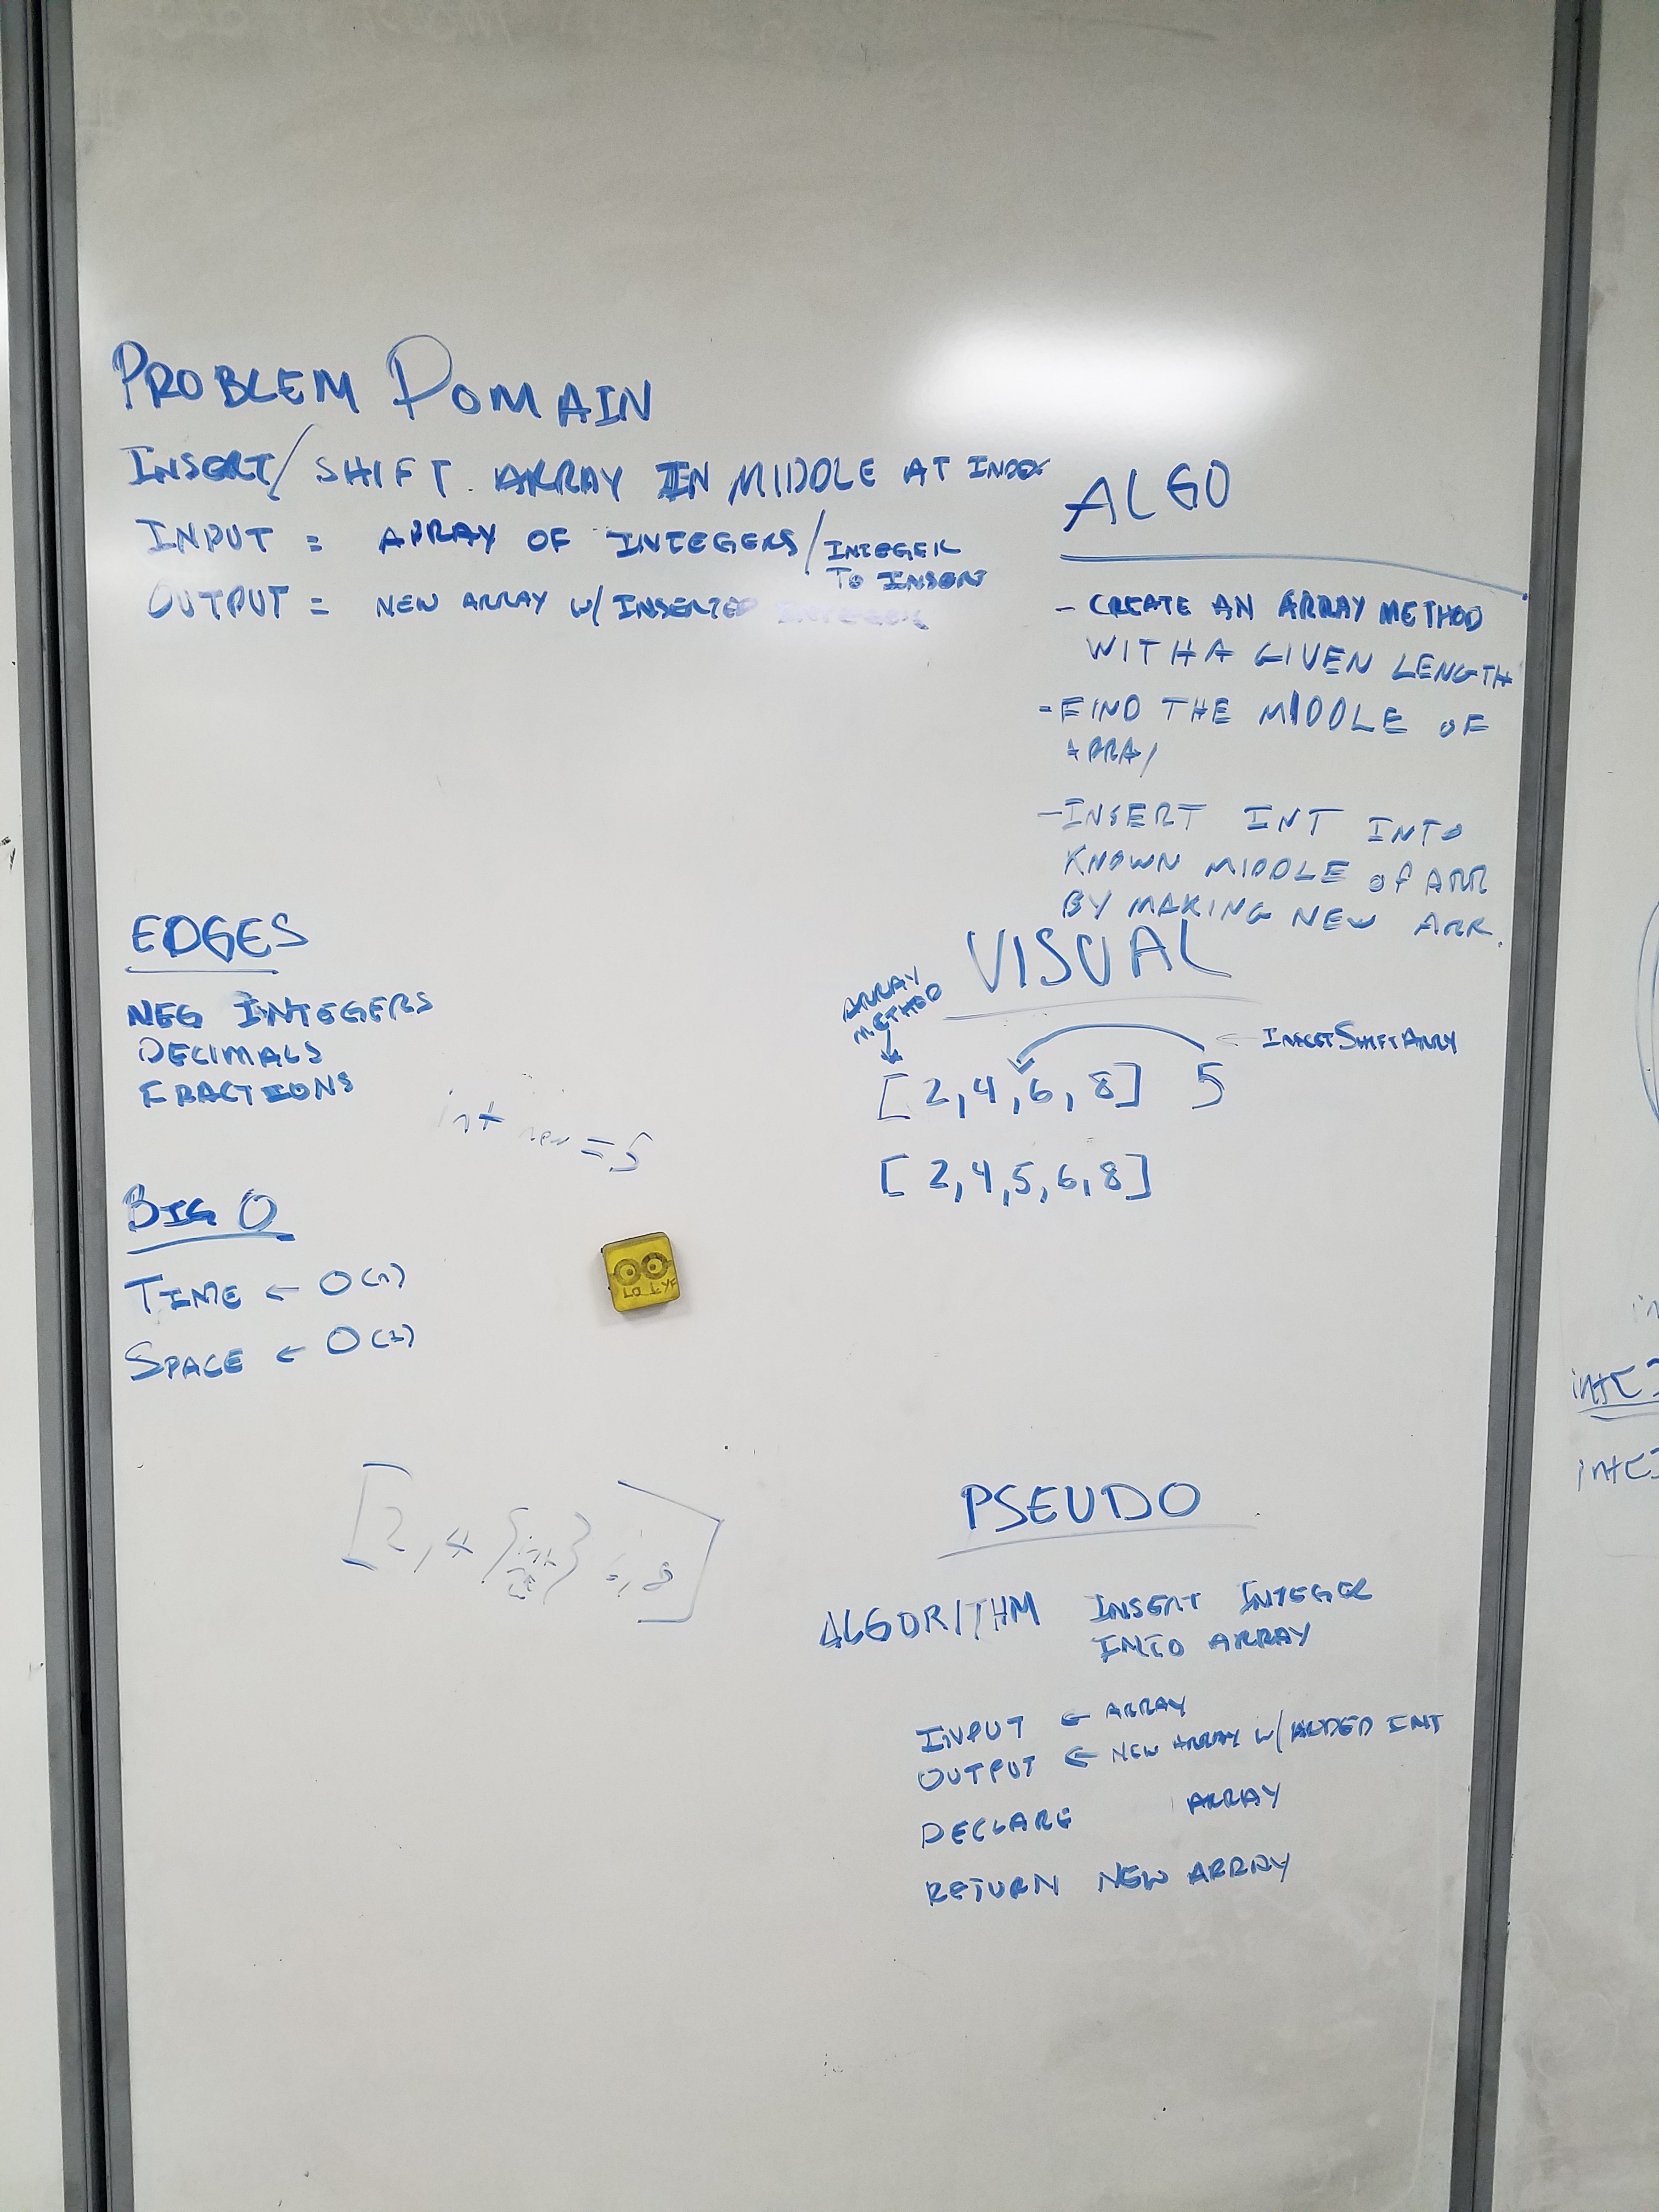 PROBLEM DOMAIN
INSERT/SHIFT ARRAY IN MIDDLE AT INDEX
INPUT = ARRAY OF INTEGERS/INTEGER TO INSERT
OUTPUT = NEW ARRAY W/ INSERTED INTEGER
ALGO
- CREATE AN ARRAY METHOD
WITH A GIVEN LENGTH
- FIND THE MIDDLE OF
ARRAY
- INSERT INT INTO
KNOWN MIDDLE OF ARR
BY MAKING NEW ARR.
EDGES
NEG INTEGERS
DECIMALS
FRACTIONS
int new = 5
BIG O
TIME ← O(n)
SPACE ← O(1)
VISUAL
ARRAY
METHOD
← INSERTSHIFTARRY
[2,4,6,8] 5
[2,4,5,6,8]
LO LYF
[2,4 {int } 6,8]
PSEUDO
ALGORITHM INSERT INTEGER
INTO ARRAY
INPUT ← ARRAY
OUTPUT ← NEW ARRAY W/ ADDED INT
DECLARE ARRAY
RETURN NEW ARRAY
int[]
int[]